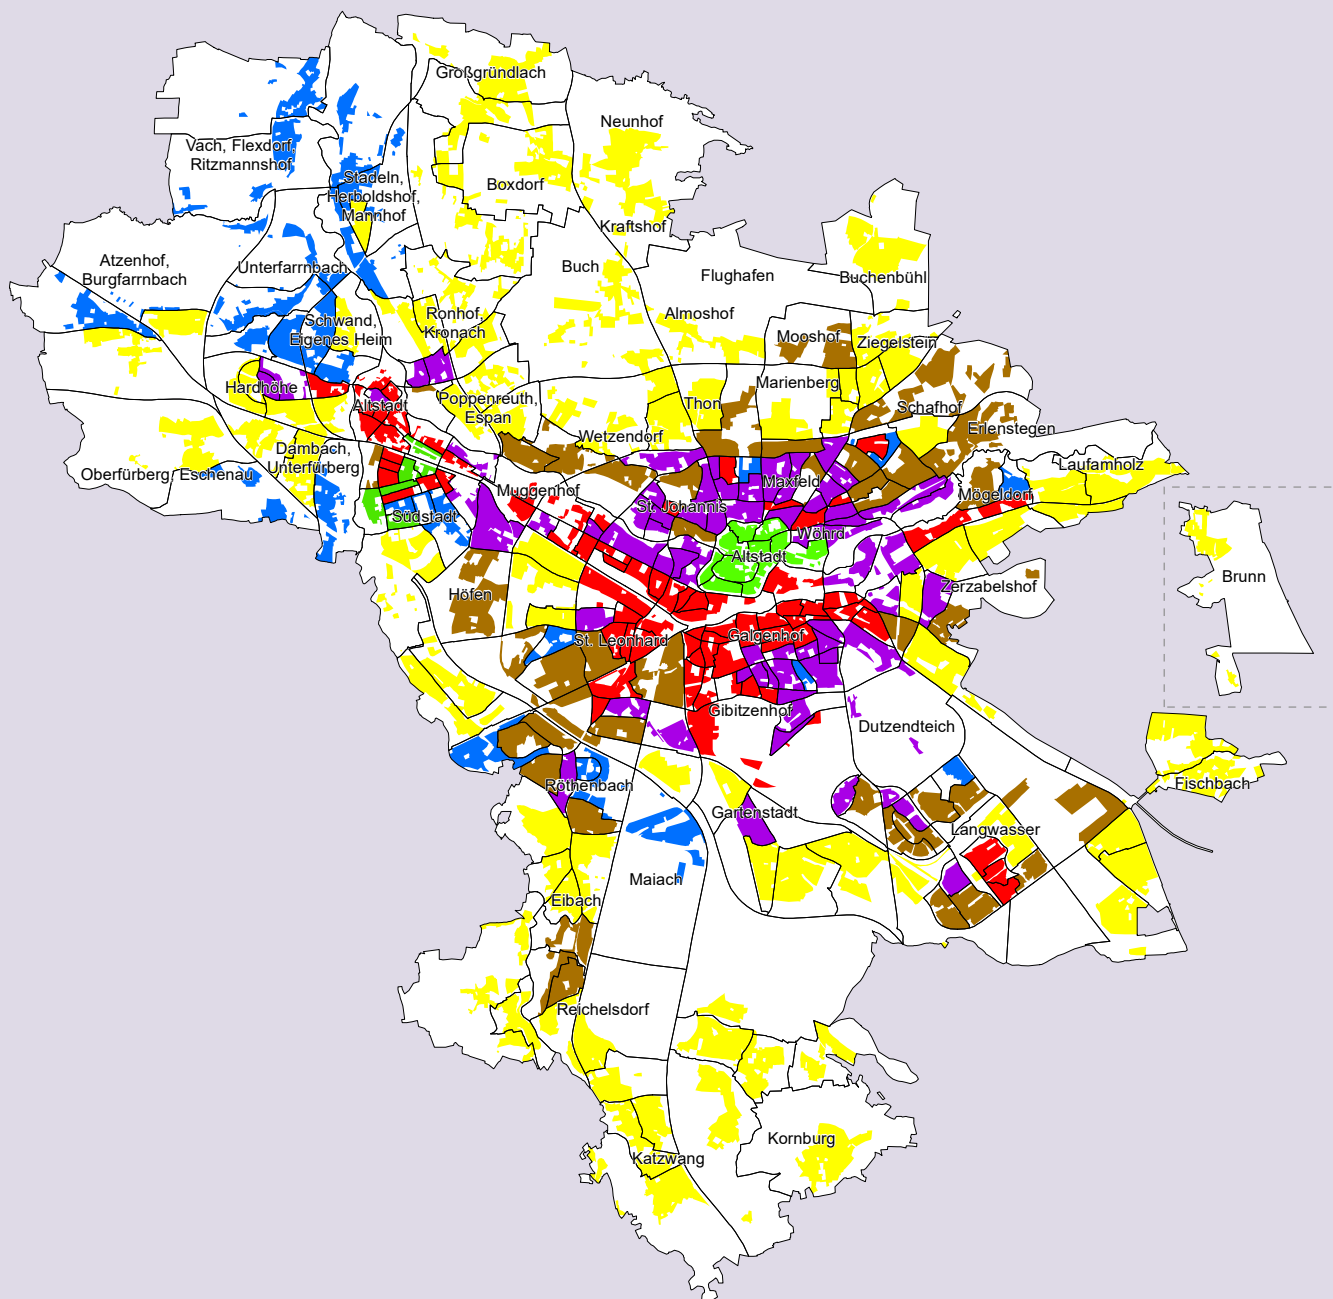 Großgründlach
Neunhof
Vach, Flexdorf,
Ritzmannshof
Stadeln,
Herboldshof,
Mannhof
Boxdorf
Kraftshof
Atzenhof,
Burgfarrnbach
Unterfarrnbach
Buch
Flughafen
Buchenbühl
Schwand,
Eigenes Heim
Ronhof,
Kronach
Almoshof
Mooshof
Ziegelstein
Hardhöhe
Altstadt
Poppenreuth,
Espan
Thon
Marienberg
Schafhof
Erlenstegen
Wetzendorf
Dambach,
Unterfürberg
Oberfürberg, Eschenau
Laufamholz
Muggenhof
Maxfeld
Mögeldorf
St. Johannis
Südstadt
Wöhrd
Altstadt
Brunn
Höfen
Zerzabelshof
St. Leonhard
Galgenhof
Gibitzenhof
Dutzendteich
Röthenbach
Fischbach
Gartenstadt
Langwasser
Maiach
Eibach
Reichelsdorf
Kornburg
Katzwang